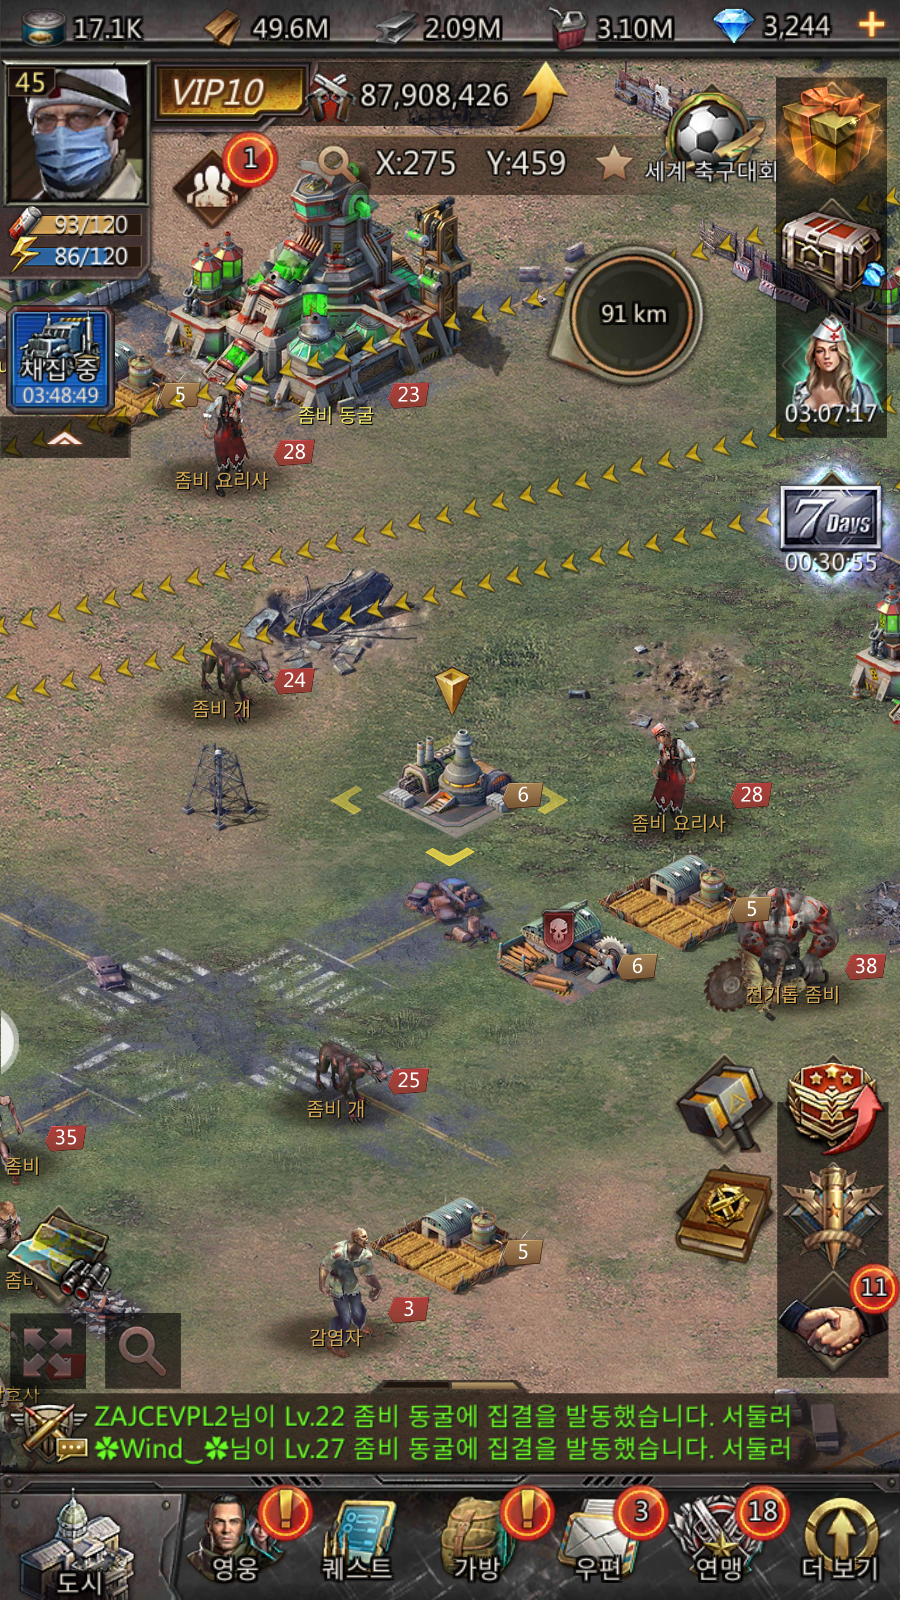 17.1K 49.6M 2.09M 3.10M 3,244
45 VIP10 87,908,426
1 X:275 Y:459
세계 축구대회
93/120
86/120
91 km
채집 중
03:48:49
5
23
좀비 동굴
28
좀비 요리사
03:07:17
7 Days
00:30:55
24
좀비 개
6
28
좀비 요리사
5
6
38
전기톱 좀비
25
좀비 개
35
좀비
5
3
감염자
11
ZAJCEVPL2님이 Lv.22 좀비 동굴에 집결을 발동했습니다. 서둘러
✽Wind‿✽님이 Lv.27 좀비 동굴에 집결을 발동했습니다. 서둘러
3 18
도시 영웅 퀘스트 가방 우편 연맹 더 보기